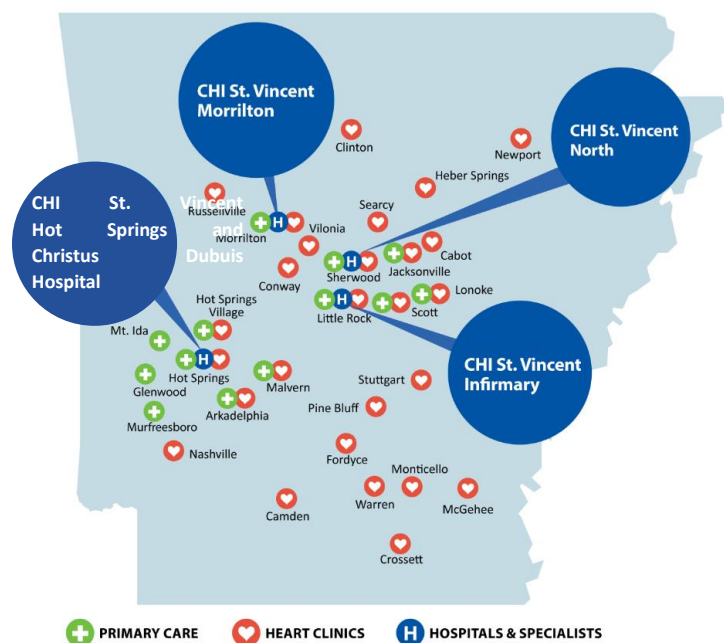 CHI St. Vincent
Morrilton
CHI St. Vincent
North
CHI St. Vincent
Hot Springs and
Christus Dubuis
Hospital
CHI St. Vincent
Infirmary
Clinton
Newport
Heber Springs
Russellville
Searcy
Morrilton
H
Vilonia
Cabot
Conway
H
Sherwood
Jacksonville
Hot Springs
Village
H
Little Rock
Scott
Lonoke
Mt. Ida
H
Hot Springs
Glenwood
Malvern
Stuttgart
Murfreesboro
Arkadelphia
Pine Bluff
Nashville
Fordyce
Monticello
Warren
McGehee
Camden
Crossett
PRIMARY CARE
HEART CLINICS
H HOSPITALS & SPECIALISTS